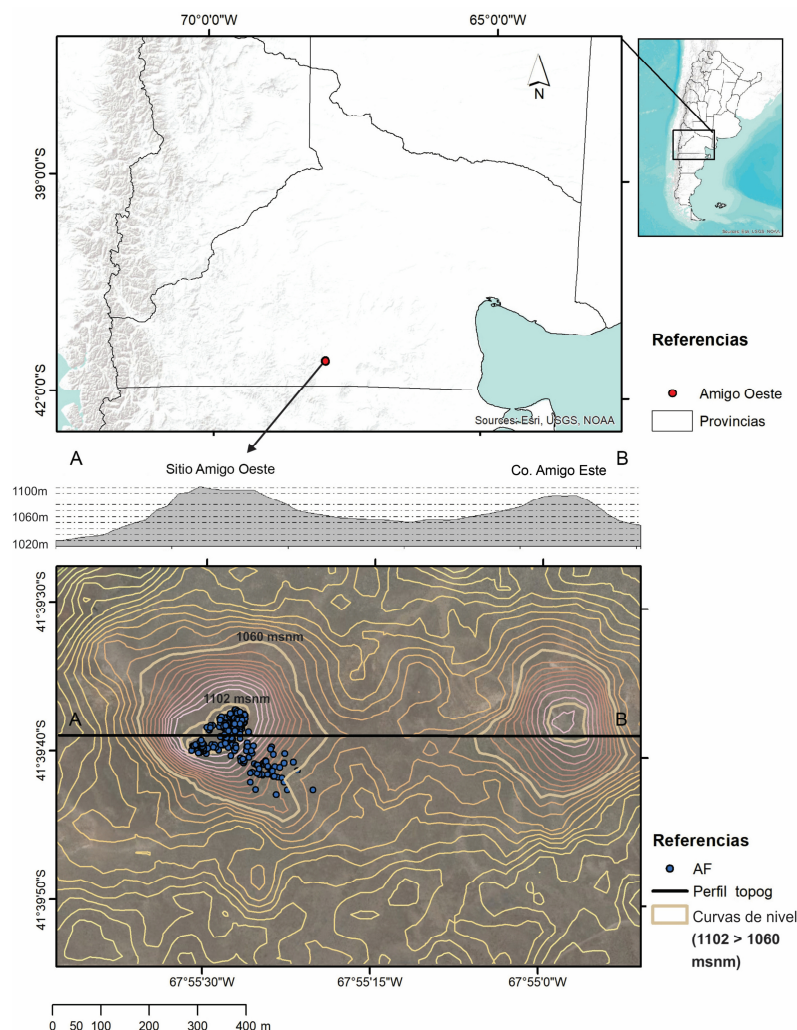 70°0'0"W
65°0'0"W
N
39°0'0"S
42°0'0"S
Sources: Esri, USGS, NOAA
Referencias
Amigo Oeste
Provincias
A
B
Sitio Amigo Oeste
Co. Amigo Este
1100m
1060m
1020m
41°39'30"S
41°39'40"S
41°39'50"S
1060 msnm
1102 msnm
A
B
Referencias
AF
Perfil topog
Curvas de nivel
(1102 > 1060
msnm)
67°55'30"W
67°55'15"W
67°55'0"W
0 50 100 200 300 400 m